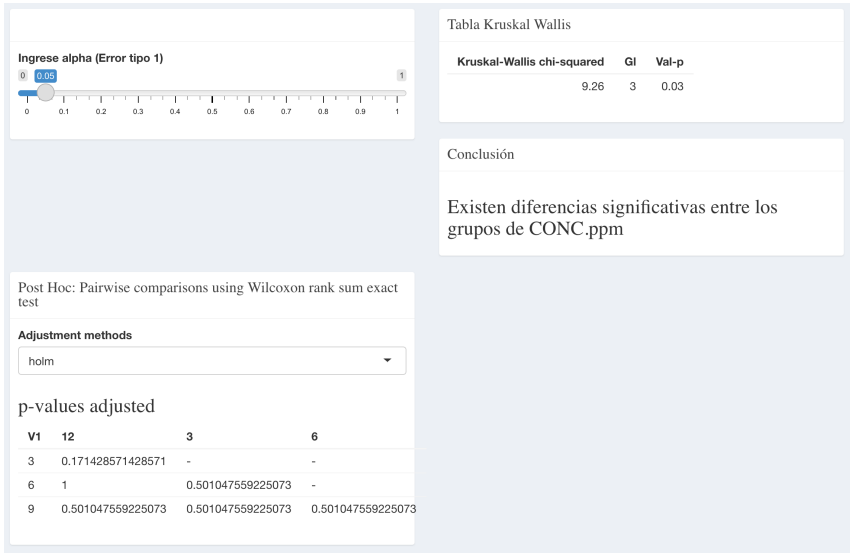 Ingrese alpha (Error tipo 1)
0 0.05 1
0 0.1 0.2 0.3 0.4 0.5 0.6 0.7 0.8 0.9 1
Tabla Kruskal Wallis
Kruskal-Wallis chi-squared Gl Val-p
9.26 3 0.03
Conclusión
Existen diferencias significativas entre los
grupos de CONC.ppm
Post Hoc: Pairwise comparisons using Wilcoxon rank sum exact
test
Adjustment methods
holm
p-values adjusted
V1 12 3 6
3 0.171428571428571 - -
6 1 0.501047559225073 -
9 0.501047559225073 0.501047559225073 0.501047559225073